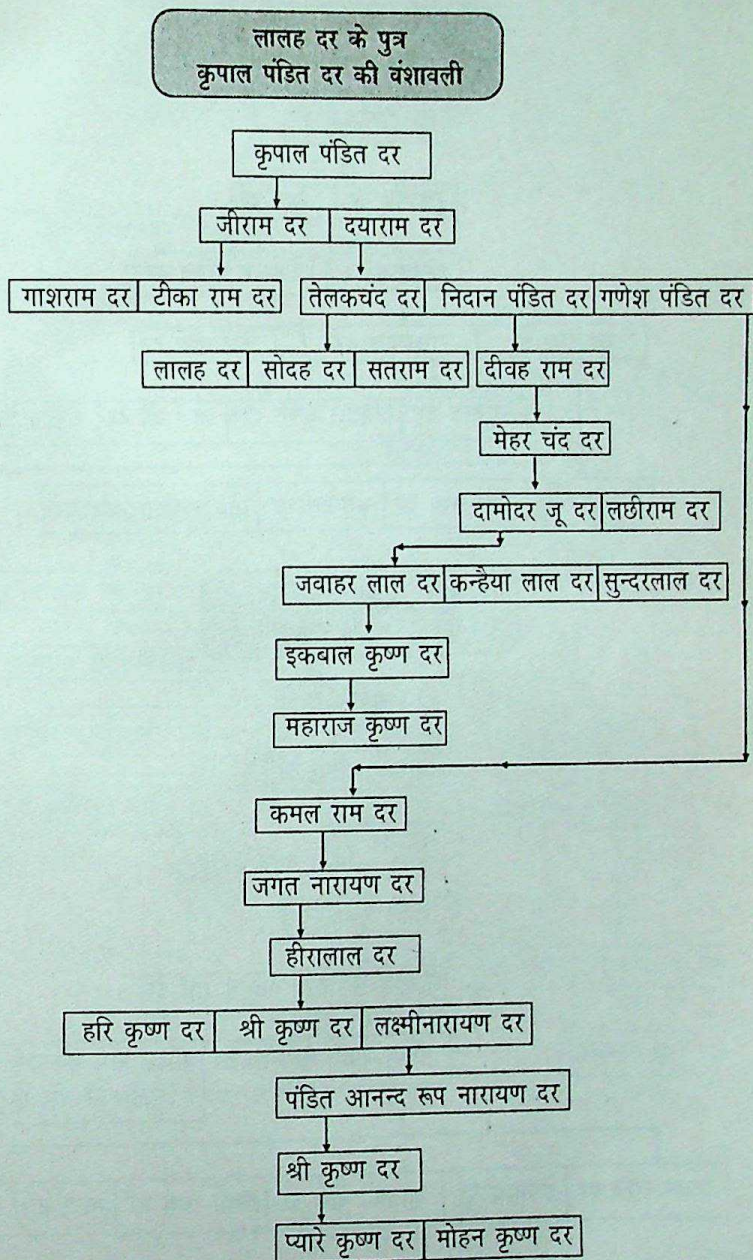 लालह दर के पुत्र
कृपाल पंडित दर की वंशावली
कृपाल पंडित दर
जीराम दर दयाराम दर
गाशराम दर टीका राम दर तेलकचंद दर निदान पंडित दर गणेश पंडित दर
लालह दर सोदह दर सतराम दर दीवह राम दर
मेहर चंद दर
दामोदर जू दर लछीराम दर
जवाहर लाल दर कन्हैया लाल दर सुन्दरलाल दर
इकबाल कृष्ण दर
महाराज कृष्ण दर
कमल राम दर
जगत नारायण दर
हीरालाल दर
हरि कृष्ण दर श्री कृष्ण दर लक्ष्मीनारायण दर
पंडित आनन्द रूप नारायण दर
श्री कृष्ण दर
प्यारे कृष्ण दर मोहन कृष्ण दर